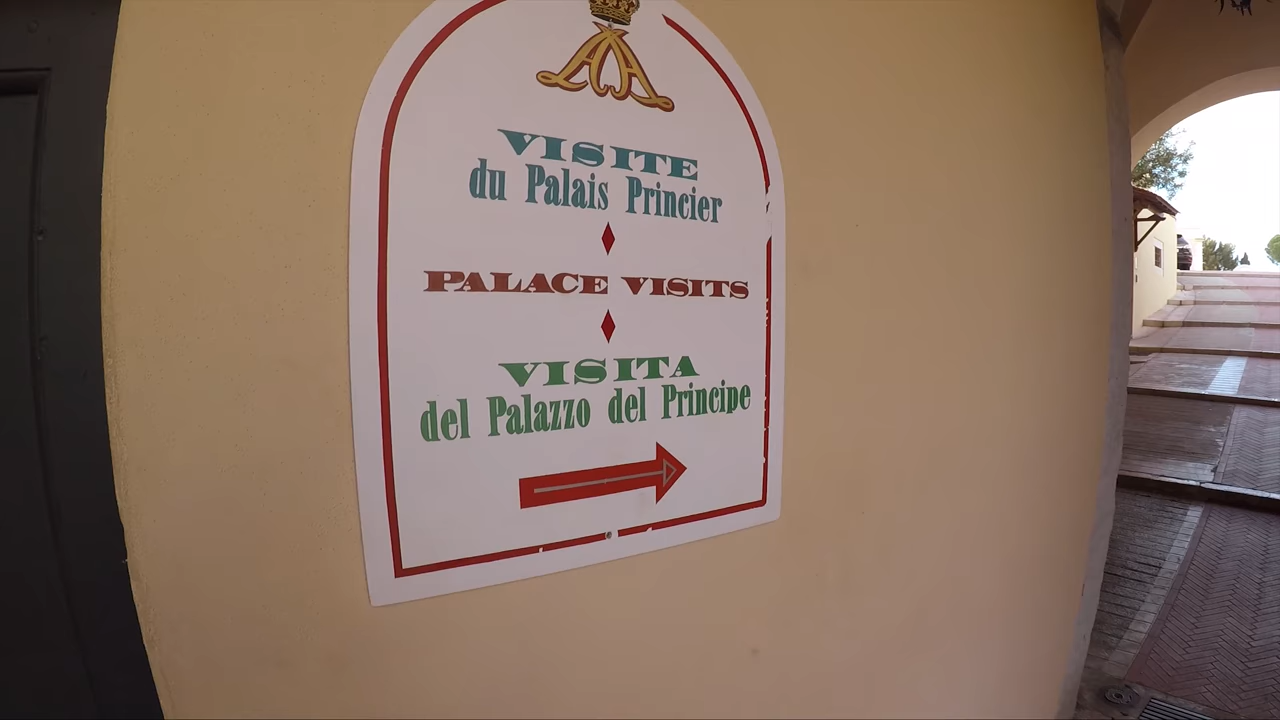 VISITE
du Palais Princier
PALACE VISITS
VISITA
del Palazzo del Principe